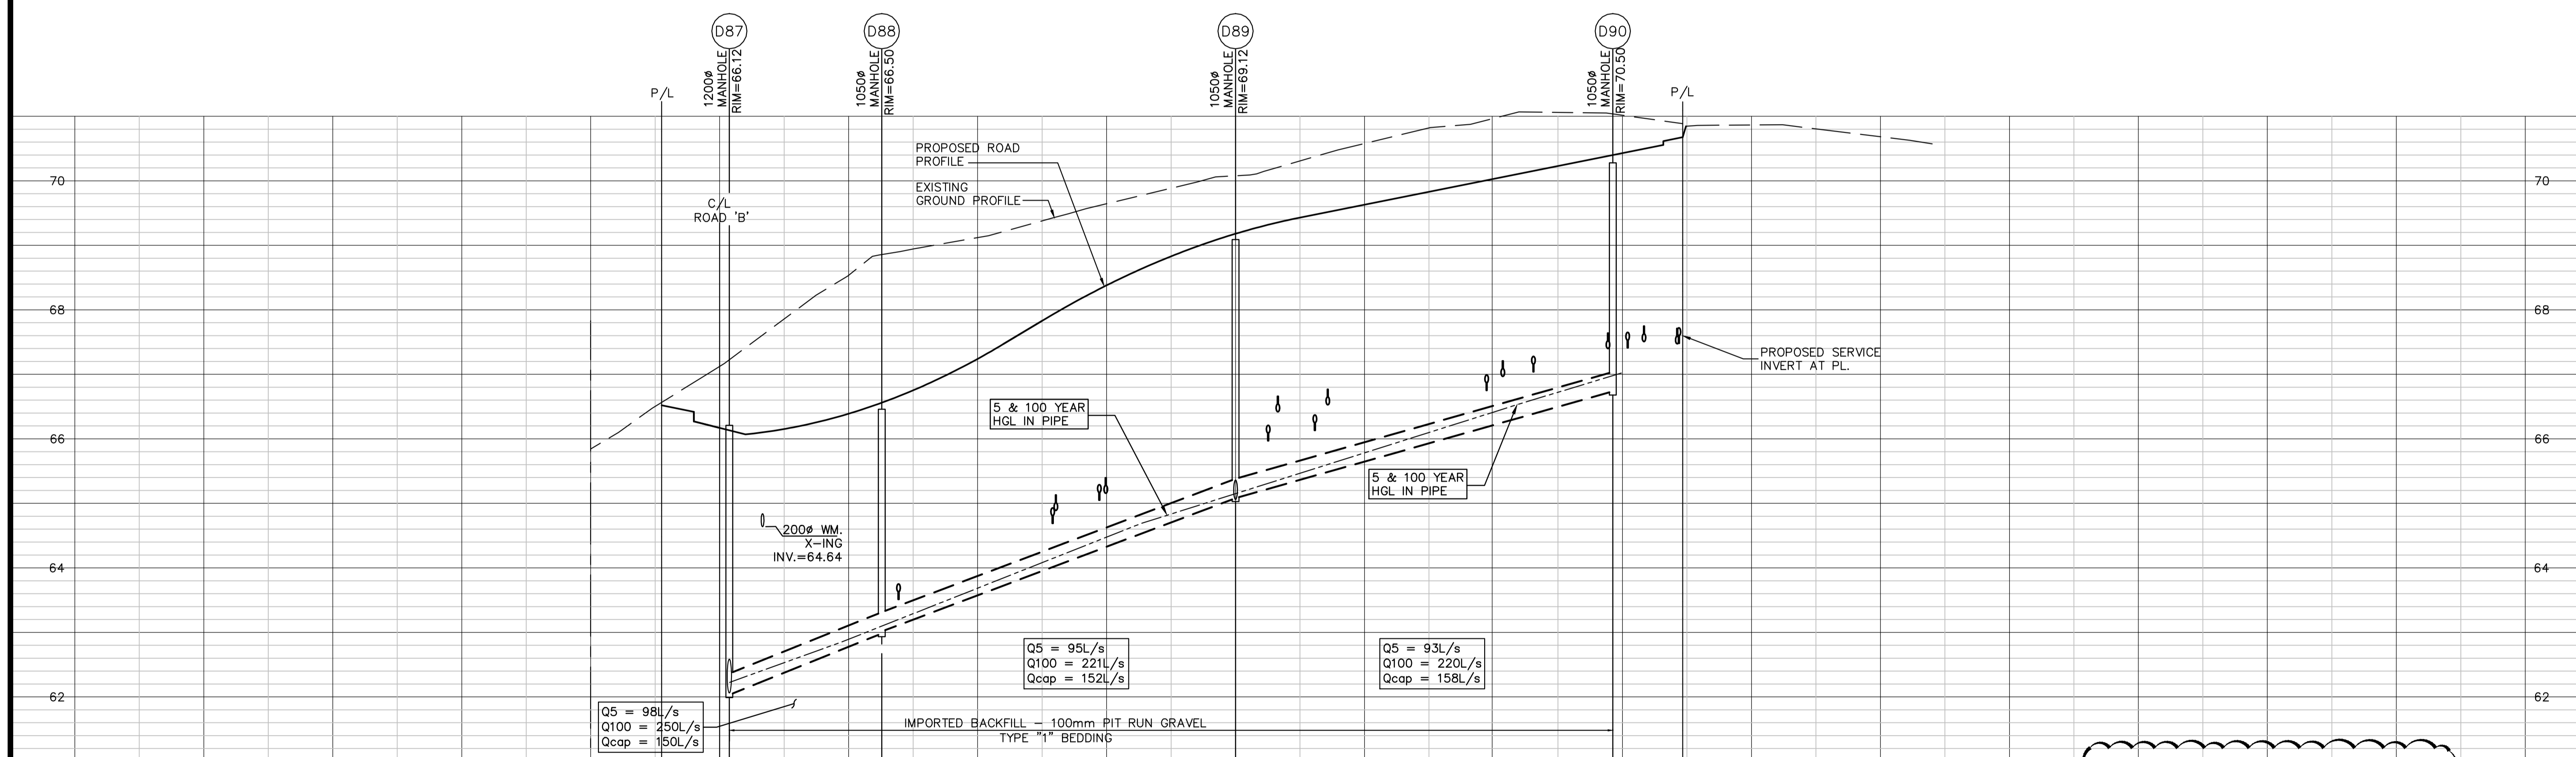 D87
D88
D89
D90
1200ø
MANHOLE
RIM=66.12
1050ø
MANHOLE
RIM=66.50
1050ø
MANHOLE
RIM=69.12
1050ø
MANHOLE
RIM=70.50
P/L
P/L
PROPOSED ROAD
PROFILE
EXISTING
GROUND PROFILE
70
70
C/L
ROAD 'B'
68
68
PROPOSED SERVICE
INVERT AT PL.
5 & 100 YEAR
HGL IN PIPE
66
66
5 & 100 YEAR
HGL IN PIPE
200ø WM.
X-ING
INV.=64.64
64
64
Q5 = 95L/s
Q100 = 221L/s
Qcap = 152L/s
Q5 = 93L/s
Q100 = 220L/s
Qcap = 158L/s
62
62
Q5 = 98L/s
Q100 = 250L/s
Qcap = 150L/s
IMPORTED BACKFILL - 100mm PIT RUN GRAVEL
TYPE "1" BEDDING